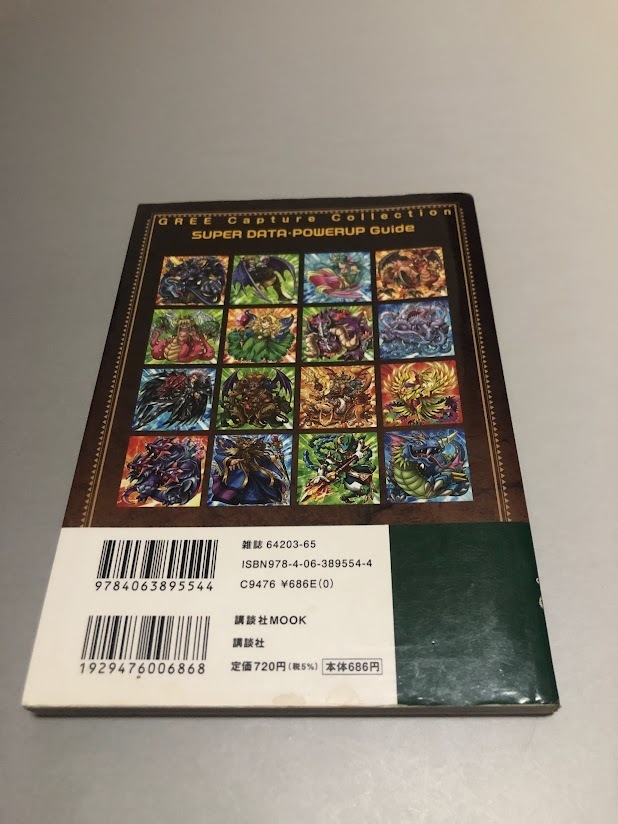 GREE Capture Collection
SUPER DATA・POWERUP Guide
雑誌 64203-65
ISBN978-4-06-389554-4
C9476 ¥686E(0)
9784063895544
講談社MOOK
講談社
定価720円(税5%) 本体686円
1929476006868